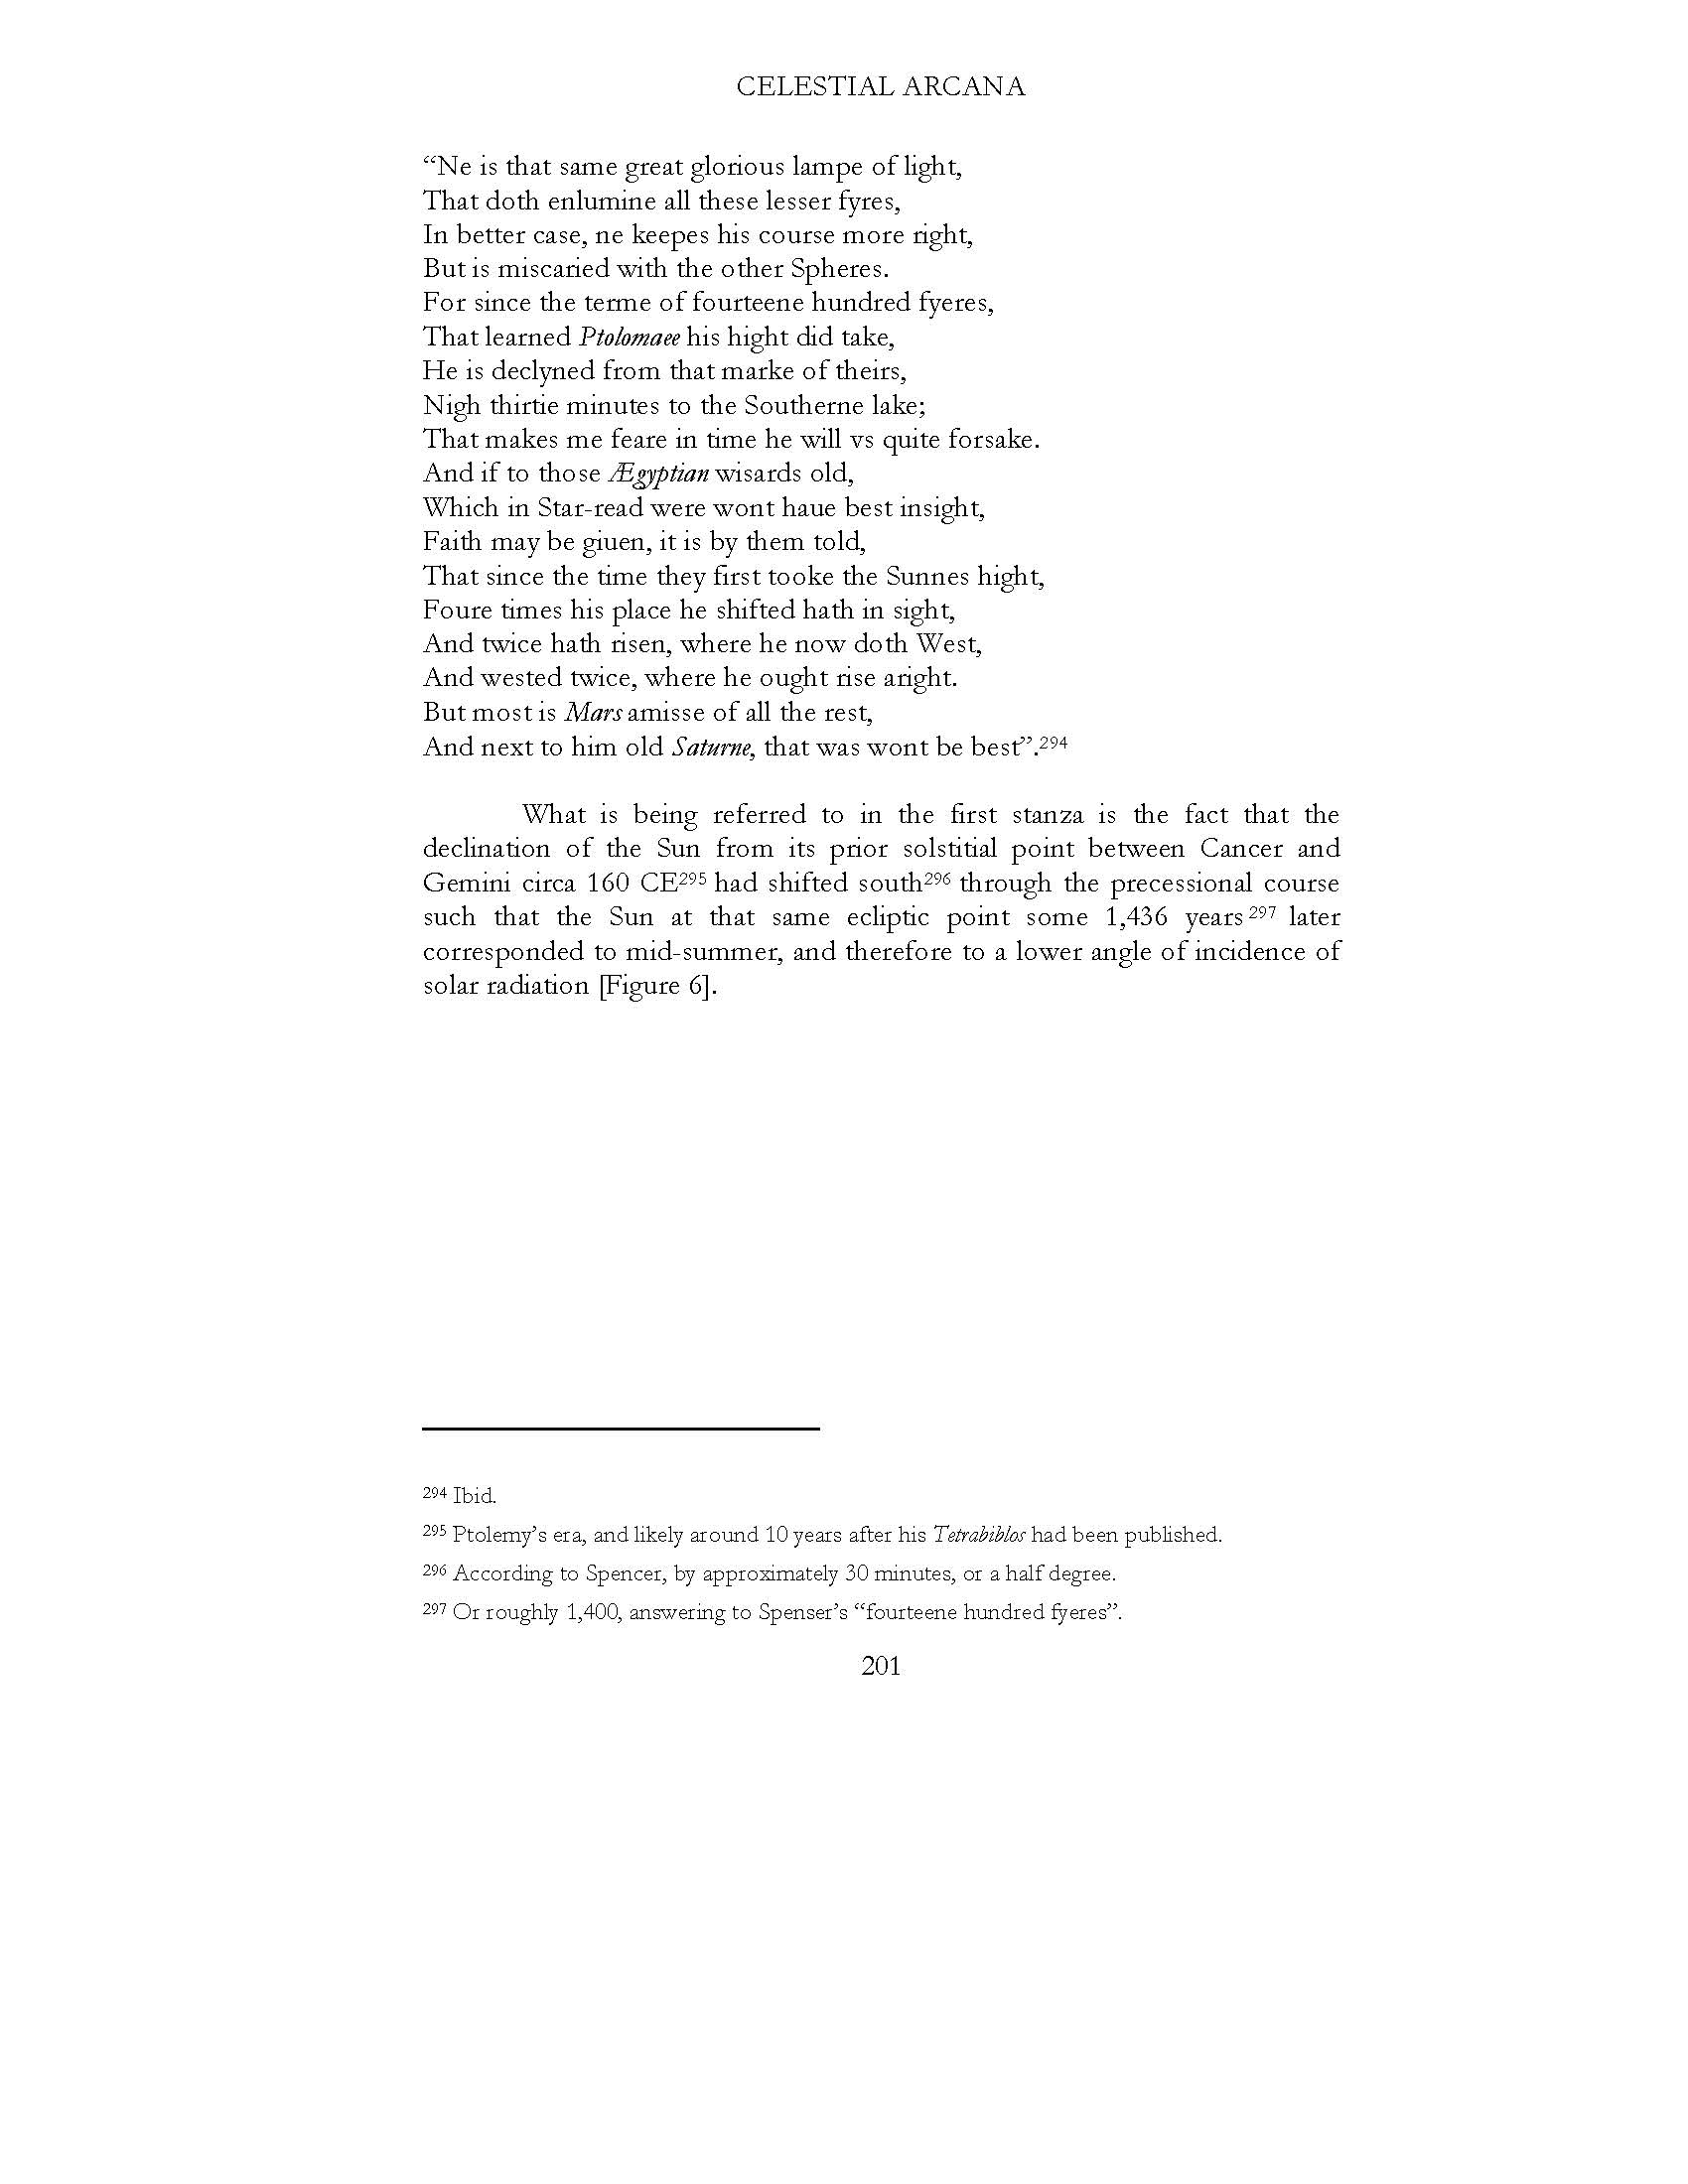 CELESTIAL ARCANA
“Ne is that same great glorious lampe of light,
That doth enlumine all these lesser fyres,
In better case, ne keepes his course more right,
But is miscaried with the other Spheres.
For since the terme of fourteene hundred fyeres,
That learned Ptolomaee his hight did take,
He is declyned from that marke of theirs,
Nigh thirtie minutes to the Southerne lake;
That makes me feare in time he will vs quite forsake.
And if to those Ægyptian wisards old,
Which in Star-read were wont haue best insight,
Faith may be giuen, it is by them told,
That since the time they first tooke the Sunnes hight,
Foure times his place he shifted hath in sight,
And twice hath risen, where he now doth West,
And wested twice, where he ought rise aright.
But most is Mars amisse of all the rest,
And next to him old Saturne, that was wont be best”.294
What is being referred to in the first stanza is the fact that the
declination of the Sun from its prior solstitial point between Cancer and
Gemini circa 160 CE295 had shifted south296 through the precessional course
such that the Sun at that same ecliptic point some 1,436 years 297 later
corresponded to mid-summer, and therefore to a lower angle of incidence of
solar radiation [Figure 6].
294 Ibid.
295 Ptolemy’s era, and likely around 10 years after his Tetrabiblos had been published.
296 According to Spencer, by approximately 30 minutes, or a half degree.
297 Or roughly 1,400, answering to Spenser’s “fourteene hundred fyeres”.
201